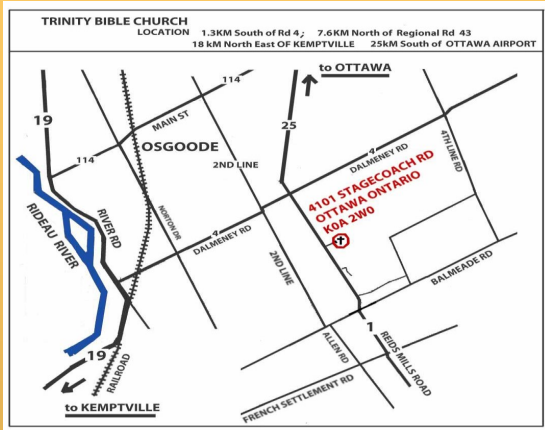 TRINITY BIBLE CHURCH
LOCATION 1.3KM South of Rd 4; 7.6KM North of Regional Rd 43
18 kM North East OF KEMPTVILLE 25kM South of OTTAWA AIRPORT
to OTTAWA
114
19
MAIN ST
25
OSGOODE
4TH LINE RD
114
2ND LINE
4
DALMENEY RD
4101 STAGECOACH RD
OTTAWA ONTARIO
K0A 2W0
RIDEAU RIVER
RIVER RD
NORTON DR
4
DALMENEY RD
2ND LINE
BALMEADE RD
1
19
ALLEN RD
REIDS MILLS ROAD
RAILROAD
FRENCH SETTLEMENT RD
to KEMPTVILLE